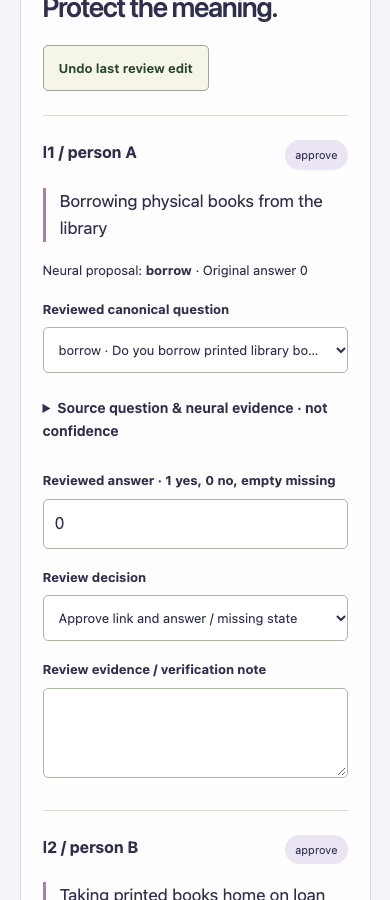 Protect the meaning.
Undo last review edit
l1 / person A
approve
Borrowing physical books from the
library
Neural proposal: borrow · Original answer 0
Reviewed canonical question
borrow · Do you borrow printed library bo...
▶ Source question & neural evidence · not
confidence
Reviewed answer · 1 yes, 0 no, empty missing
0
Review decision
Approve link and answer / missing state
Review evidence / verification note
l2 / person B
approve
Taking printed books home on loan